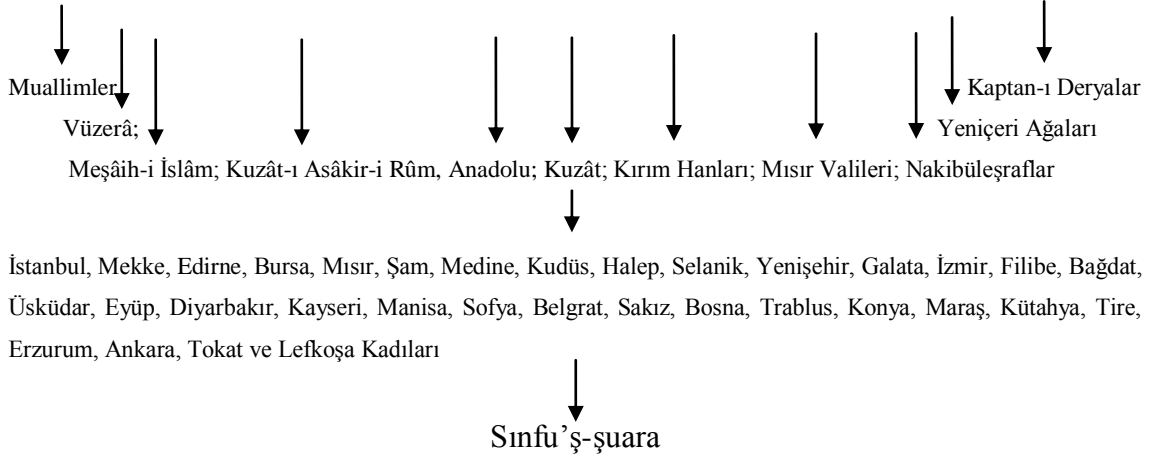 Muallimler Kaptan-ı Deryalar
Vüzerâ; Yeniçeri Ağaları
Meşâih-i İslâm; Kuzât-ı Asâkir-i Rûm, Anadolu; Kuzât; Kırım Hanları; Mısır Valileri; Nakibüleşraflar
İstanbul, Mekke, Edirne, Bursa, Mısır, Şam, Medine, Kudüs, Halep, Selanik, Yenişehir, Galata, İzmir, Filibe, Bağdat,
Üsküdar, Eyüp, Diyarbakır, Kayseri, Manisa, Sofya, Belgrat, Sakız, Bosna, Trablus, Konya, Maraş, Kütahya, Tire,
Erzurum, Ankara, Tokat ve Lefkoşa Kadıları
Sınfu’ş-şuara